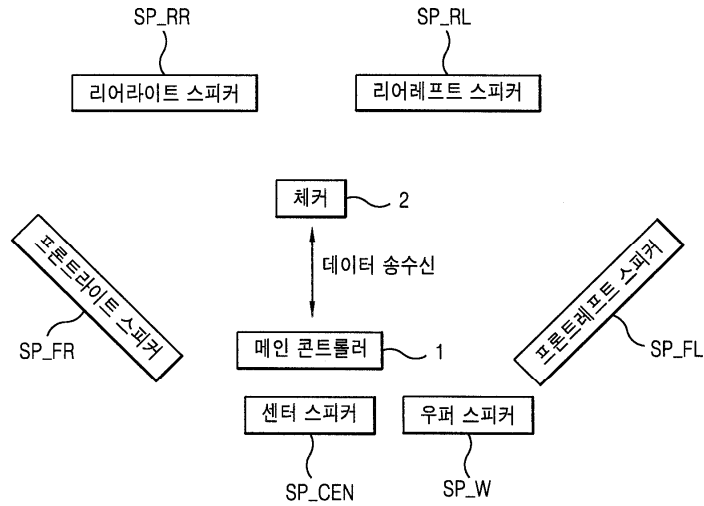 SP_RR
SP_RL
리어라이트 스피커
리어레프트 스피커
체커
2
데이터 송수신
프론트라이트 스피커
프론트레프트 스피커
SP_FR
메인 콘트롤러
1
SP_FL
센터 스피커
우퍼 스피커
SP_CEN
SP_W